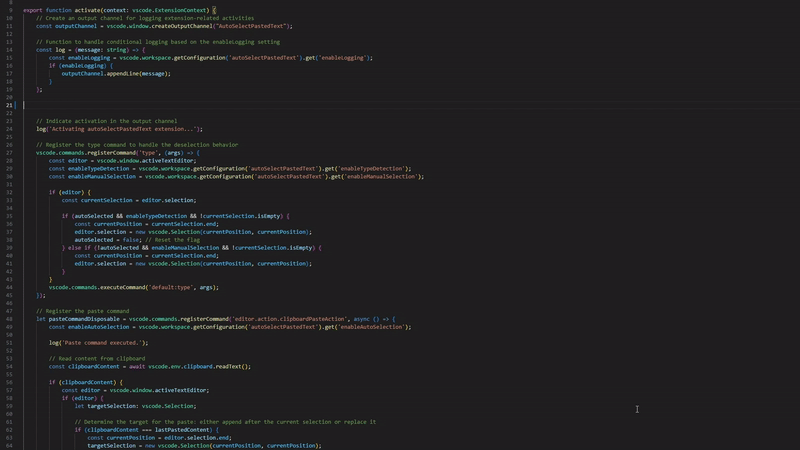 8
9 export function activate(context: vscode.ExtensionContext) {
10 // Create an output channel for logging extension-related activities
11 const outputChannel = vscode.window.createOutputChannel("AutoSelectPastedText");
12
13 // Function to handle conditional logging based on the enableLogging setting
14 const log = (message: string) => {
15 const enableLogging = vscode.workspace.getConfiguration('autoSelectPastedText').get('enableLogging');
16 if (enableLogging) {
17 outputChannel.appendLine(message);
18 }
19 };
20
21
22
23 // Indicate activation in the output channel
24 log('Activating autoSelectPastedText extension...');
25
26 // Register the type command to handle the deselection behavior
27 vscode.commands.registerCommand('type', (args) => {
28 const editor = vscode.window.activeTextEditor;
29 const enableTypeDetection = vscode.workspace.getConfiguration('autoSelectPastedText').get('enableTypeDetection');
30 const enableManualSelection = vscode.workspace.getConfiguration('autoSelectPastedText').get('enableManualSelection');
31
32 if (editor) {
33 const currentSelection = editor.selection;
34
35 if (autoSelected && enableTypeDetection && !currentSelection.isEmpty) {
36 const currentPosition = currentSelection.end;
37 editor.selection = new vscode.Selection(currentPosition, currentPosition);
38 autoSelected = false; // Reset the flag
39 } else if (!autoSelected && enableManualSelection && !currentSelection.isEmpty) {
40 const currentPosition = currentSelection.end;
41 editor.selection = new vscode.Selection(currentPosition, currentPosition);
42 }
43 }
44 vscode.commands.executeCommand('default:type', args);
45 });
46
47 // Register the paste command
48 let pasteCommandDisposable = vscode.commands.registerCommand('editor.action.clipboardPasteAction', async () => {
49 const enableAutoSelection = vscode.workspace.getConfiguration('autoSelectPastedText').get('enableAutoSelection');
50
51 log('Paste command executed.');
52
53 // Read content from clipboard
54 const clipboardContent = await vscode.env.clipboard.readText();
55
56 if (clipboardContent) {
57 const editor = vscode.window.activeTextEditor;
58 if (editor) {
59 let targetSelection: vscode.Selection;
60
61 // Determine the target for the paste: either append after the current selection or replace it
62 if (clipboardContent === lastPastedContent) {
63 const currentPosition = editor.selection.end;
64 targetSelection = new vscode.Selection(currentPosition, currentPosition);